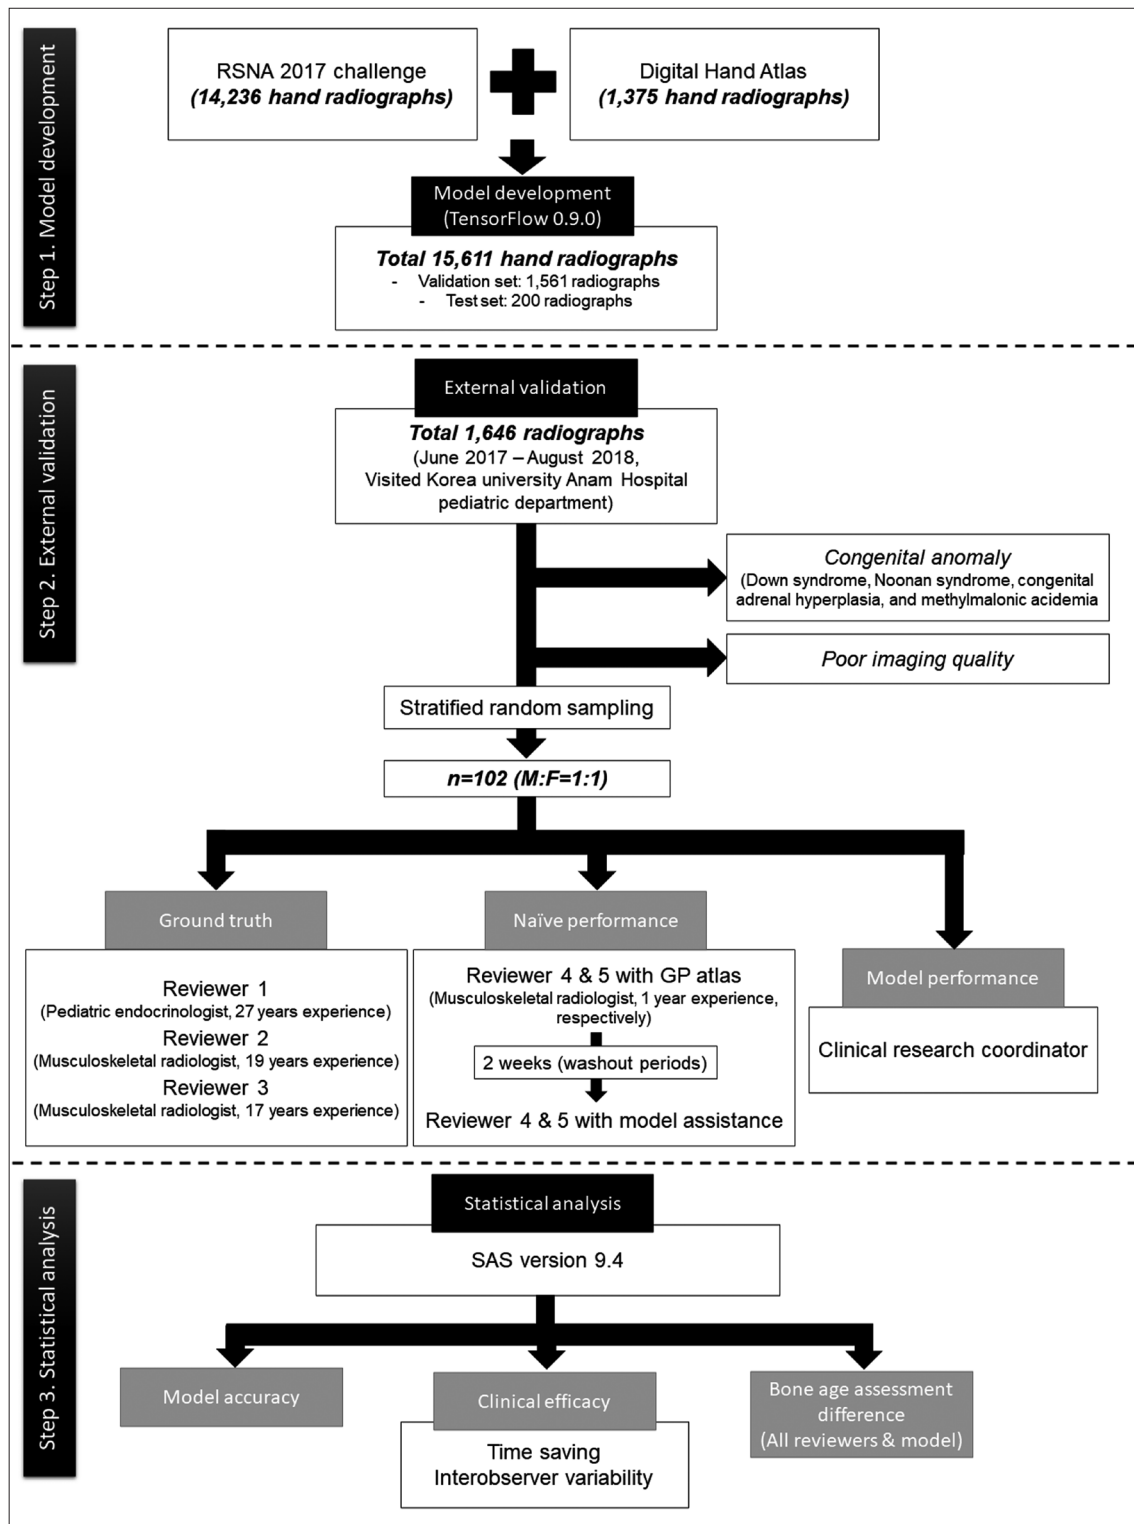 Step 1. Model development
RSNA 2017 challenge
(14,236 hand radiographs)
Digital Hand Atlas
(1,375 hand radiographs)
Model development
(TensorFlow 0.9.0)
Total 15,611 hand radiographs
- Validation set: 1,561 radiographs
- Test set: 200 radiographs
Step 2. External validation
External validation
Total 1,646 radiographs
(June 2017 – August 2018,
Visited Korea university Anam Hospital
pediatric department)
Congenital anomaly
(Down syndrome, Noonan syndrome, congenital
adrenal hyperplasia, and methylmalonic acidemia
Poor imaging quality
Stratified random sampling
n=102 (M:F=1:1)
Ground truth
Reviewer 1
(Pediatric endocrinologist, 27 years experience)
Reviewer 2
(Musculoskeletal radiologist, 19 years experience)
Reviewer 3
(Musculoskeletal radiologist, 17 years experience)
Naïve performance
Reviewer 4 & 5 with GP atlas
(Musculoskeletal radiologist, 1 year experience,
respectively)
2 weeks (washout periods)
Reviewer 4 & 5 with model assistance
Model performance
Clinical research coordinator
Step 3. Statistical analysis
Statistical analysis
SAS version 9.4
Model accuracy
Clinical efficacy
Time saving
Interobserver variability
Bone age assessment
difference
(All reviewers & model)